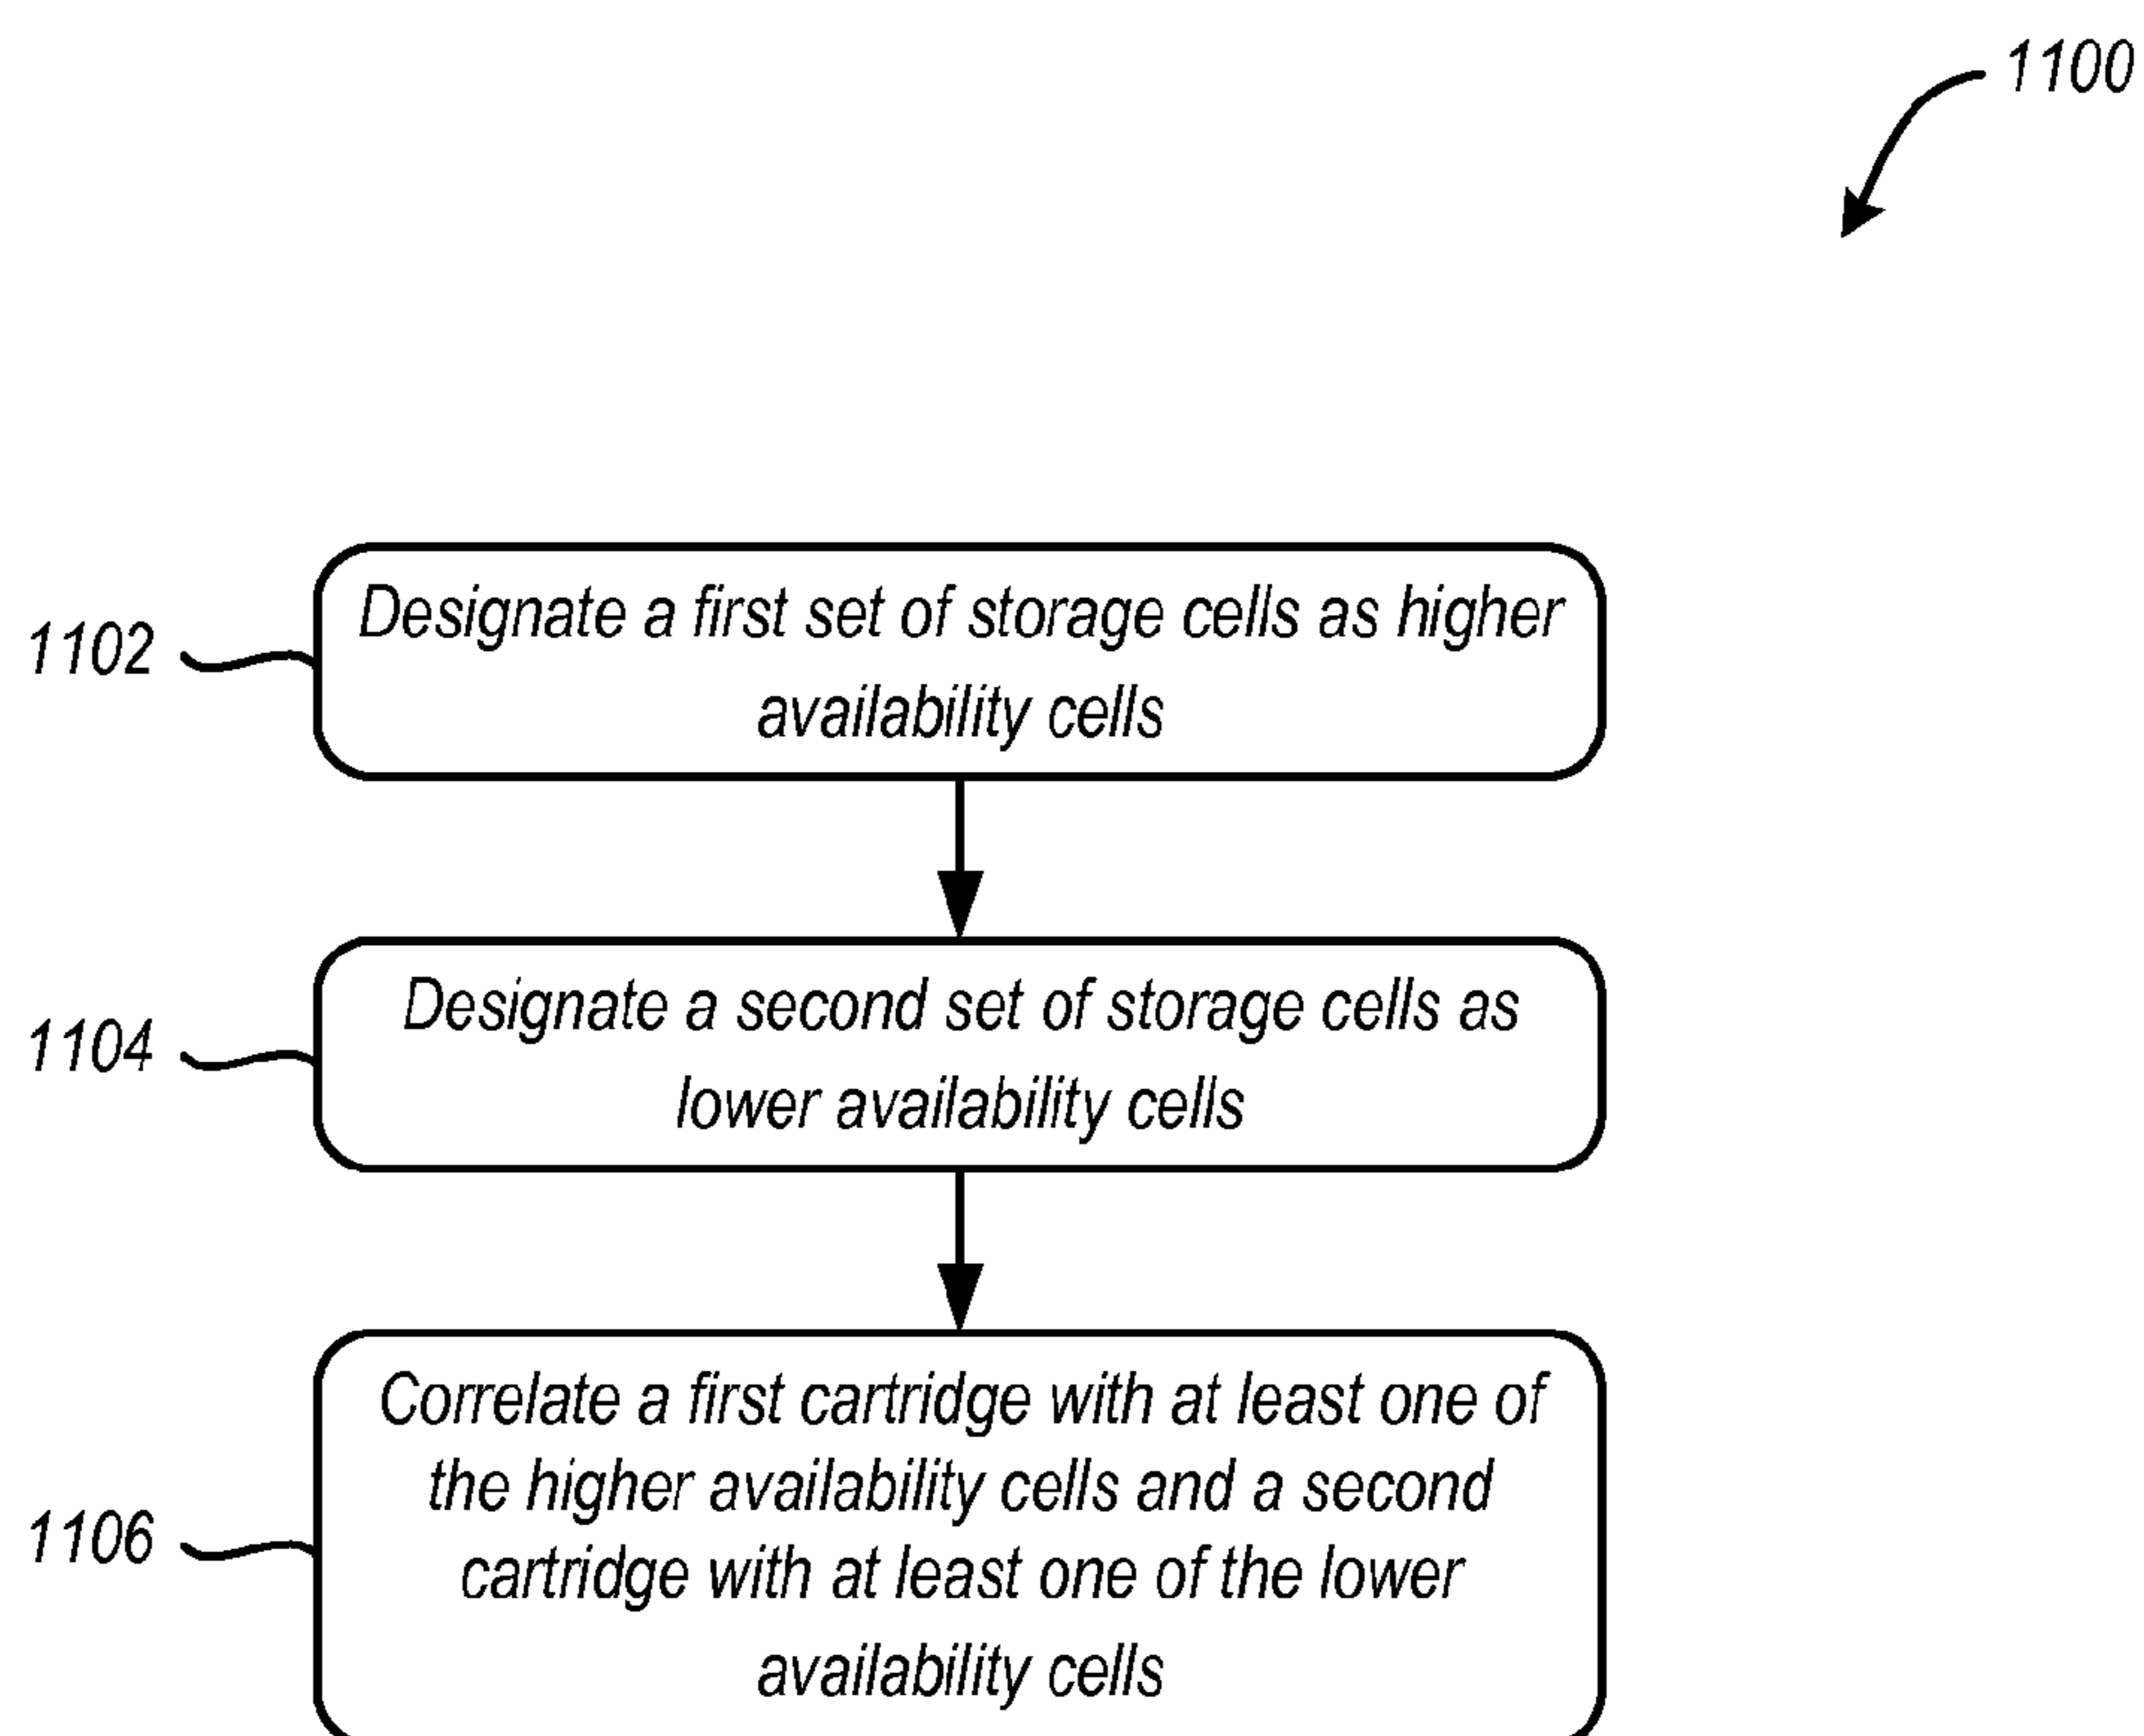 1100
1102
Designate a first set of storage cells as higher
availability cells
1104
Designate a second set of storage cells as
lower availability cells
1106
Correlate a first cartridge with at least one of
the higher availability cells and a second
cartridge with at least one of the lower
availability cells